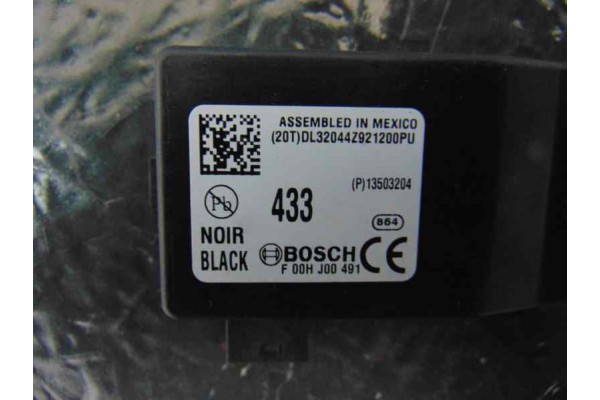 ASSEMBLED IN MEXICO
(20T)DL32044Z921200PU
(P)13503204
Pb
433
864
NOIR
BLACK
BOSCH
F 00H J00 491
CE